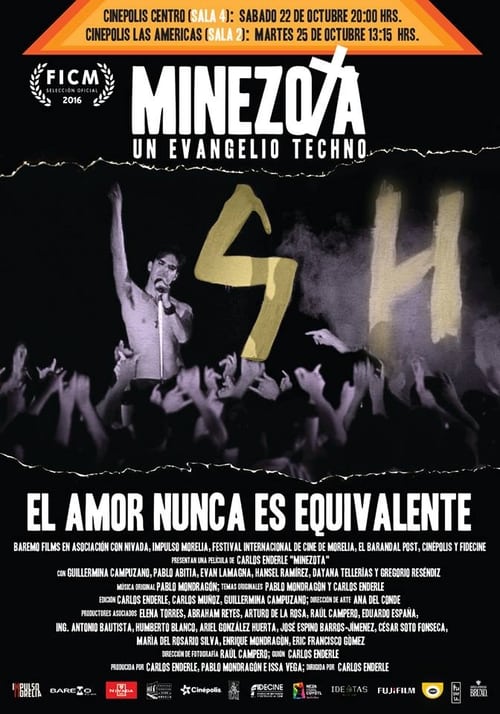 CINEPOLIS CENTRO (SALA 4): SABADO 22 DE OCTUBRE 20:00 HRS.
CINEPOLIS LAS AMERICAS (SALA 2): MARTES 25 DE OCTUBRE 13:15 HRS.
FICM
SELECCIÓN OFICIAL
2016
MINEZOTA
UN EVANGELIO TECHNO
S H
EL AMOR NUNCA ES EQUIVALENTE
BAREMO FILMS EN ASOCIACIÓN CON NIVADA, IMPULSO MORELIA, FESTIVAL INTERNACIONAL DE CINE DE MORELIA, EL BARANDAL POST, CINÉPOLIS Y FIDECINE
PRESENTAN UNA PELÍCULA DE CARLOS ENDERLE "MINEZOTA"
CON GUILLERMINA CAMPUZANO, PABLO ABITIA, EVAN LAMAGNA, HANSEL RAMÍREZ, DAYANA TELLERÍAS Y GREGORIO RESÉNDIZ
MÚSICA ORIGINAL PABLO MONDRAGÓN; TEMAS ORIGINALES PABLO MONDRAGÓN Y CARLOS ENDERLE
EDICIÓN CARLOS ENDERLE, CARLOS MUÑOZ, GUILLERMINA CAMPUZANO; DIRECCIÓN DE ARTE ANA DEL CONDE
PRODUCTORES ASOCIADOS ELENA TORRES, ABRAHAM REYES, ARTURO DE LA ROSA, RAÚL CAMPERO, EDUARDO ESPAÑA,
ING. ANTONIO BAUTISTA, HUMBERTO BLANCO, ARIEL GONZÁLEZ HUERTA, JOSÉ ESPINO BARROS-JIMÉNEZ, CÉSAR SOTO FONSECA,
MARÍA DEL ROSARIO SILVA, ENRIQUE MONDRAGÓN, ERIC FRANCISCO GÓMEZ
DIRECCIÓN DE FOTOGRAFÍA RAÚL CAMPERO; GUIÓN CARLOS ENDERLE
PRODUCIDA POR CARLOS ENDERLE, PABLO MONDRAGÓN E ISSA VEGA; DIRIGIDA POR CARLOS ENDERLE
IMPULSO MORELIA BAREMO NIVADA Cinépolis FIDECINE IDEOTAS FUJIFILM